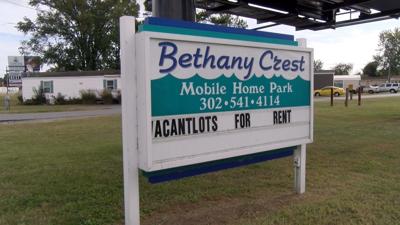 Bethany Crest
Mobile Home Park
302·541·4114
VACANTLOTS FOR RENT